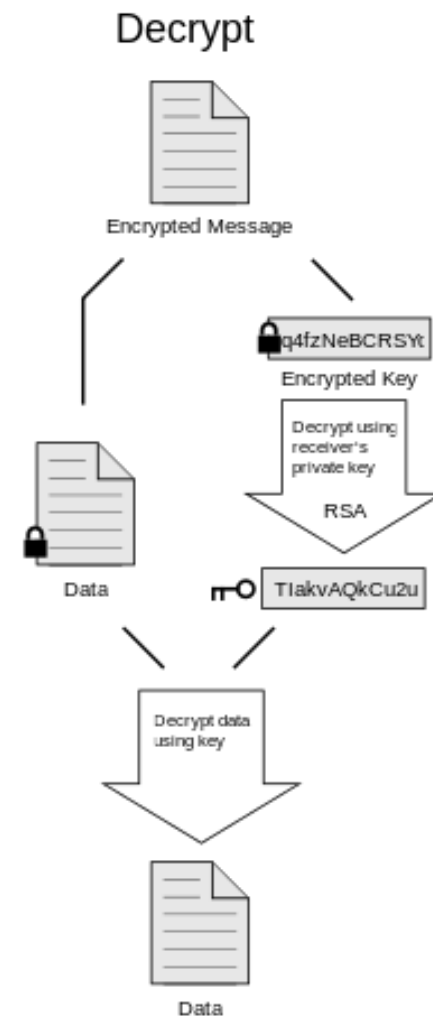 Decrypt
Encrypted Message
q4fzNeBCRSYt
Encrypted Key
Decrypt using
receiver's
private key
RSA
Data
TIakvAQkCu2u
Decrypt data
using key
Data